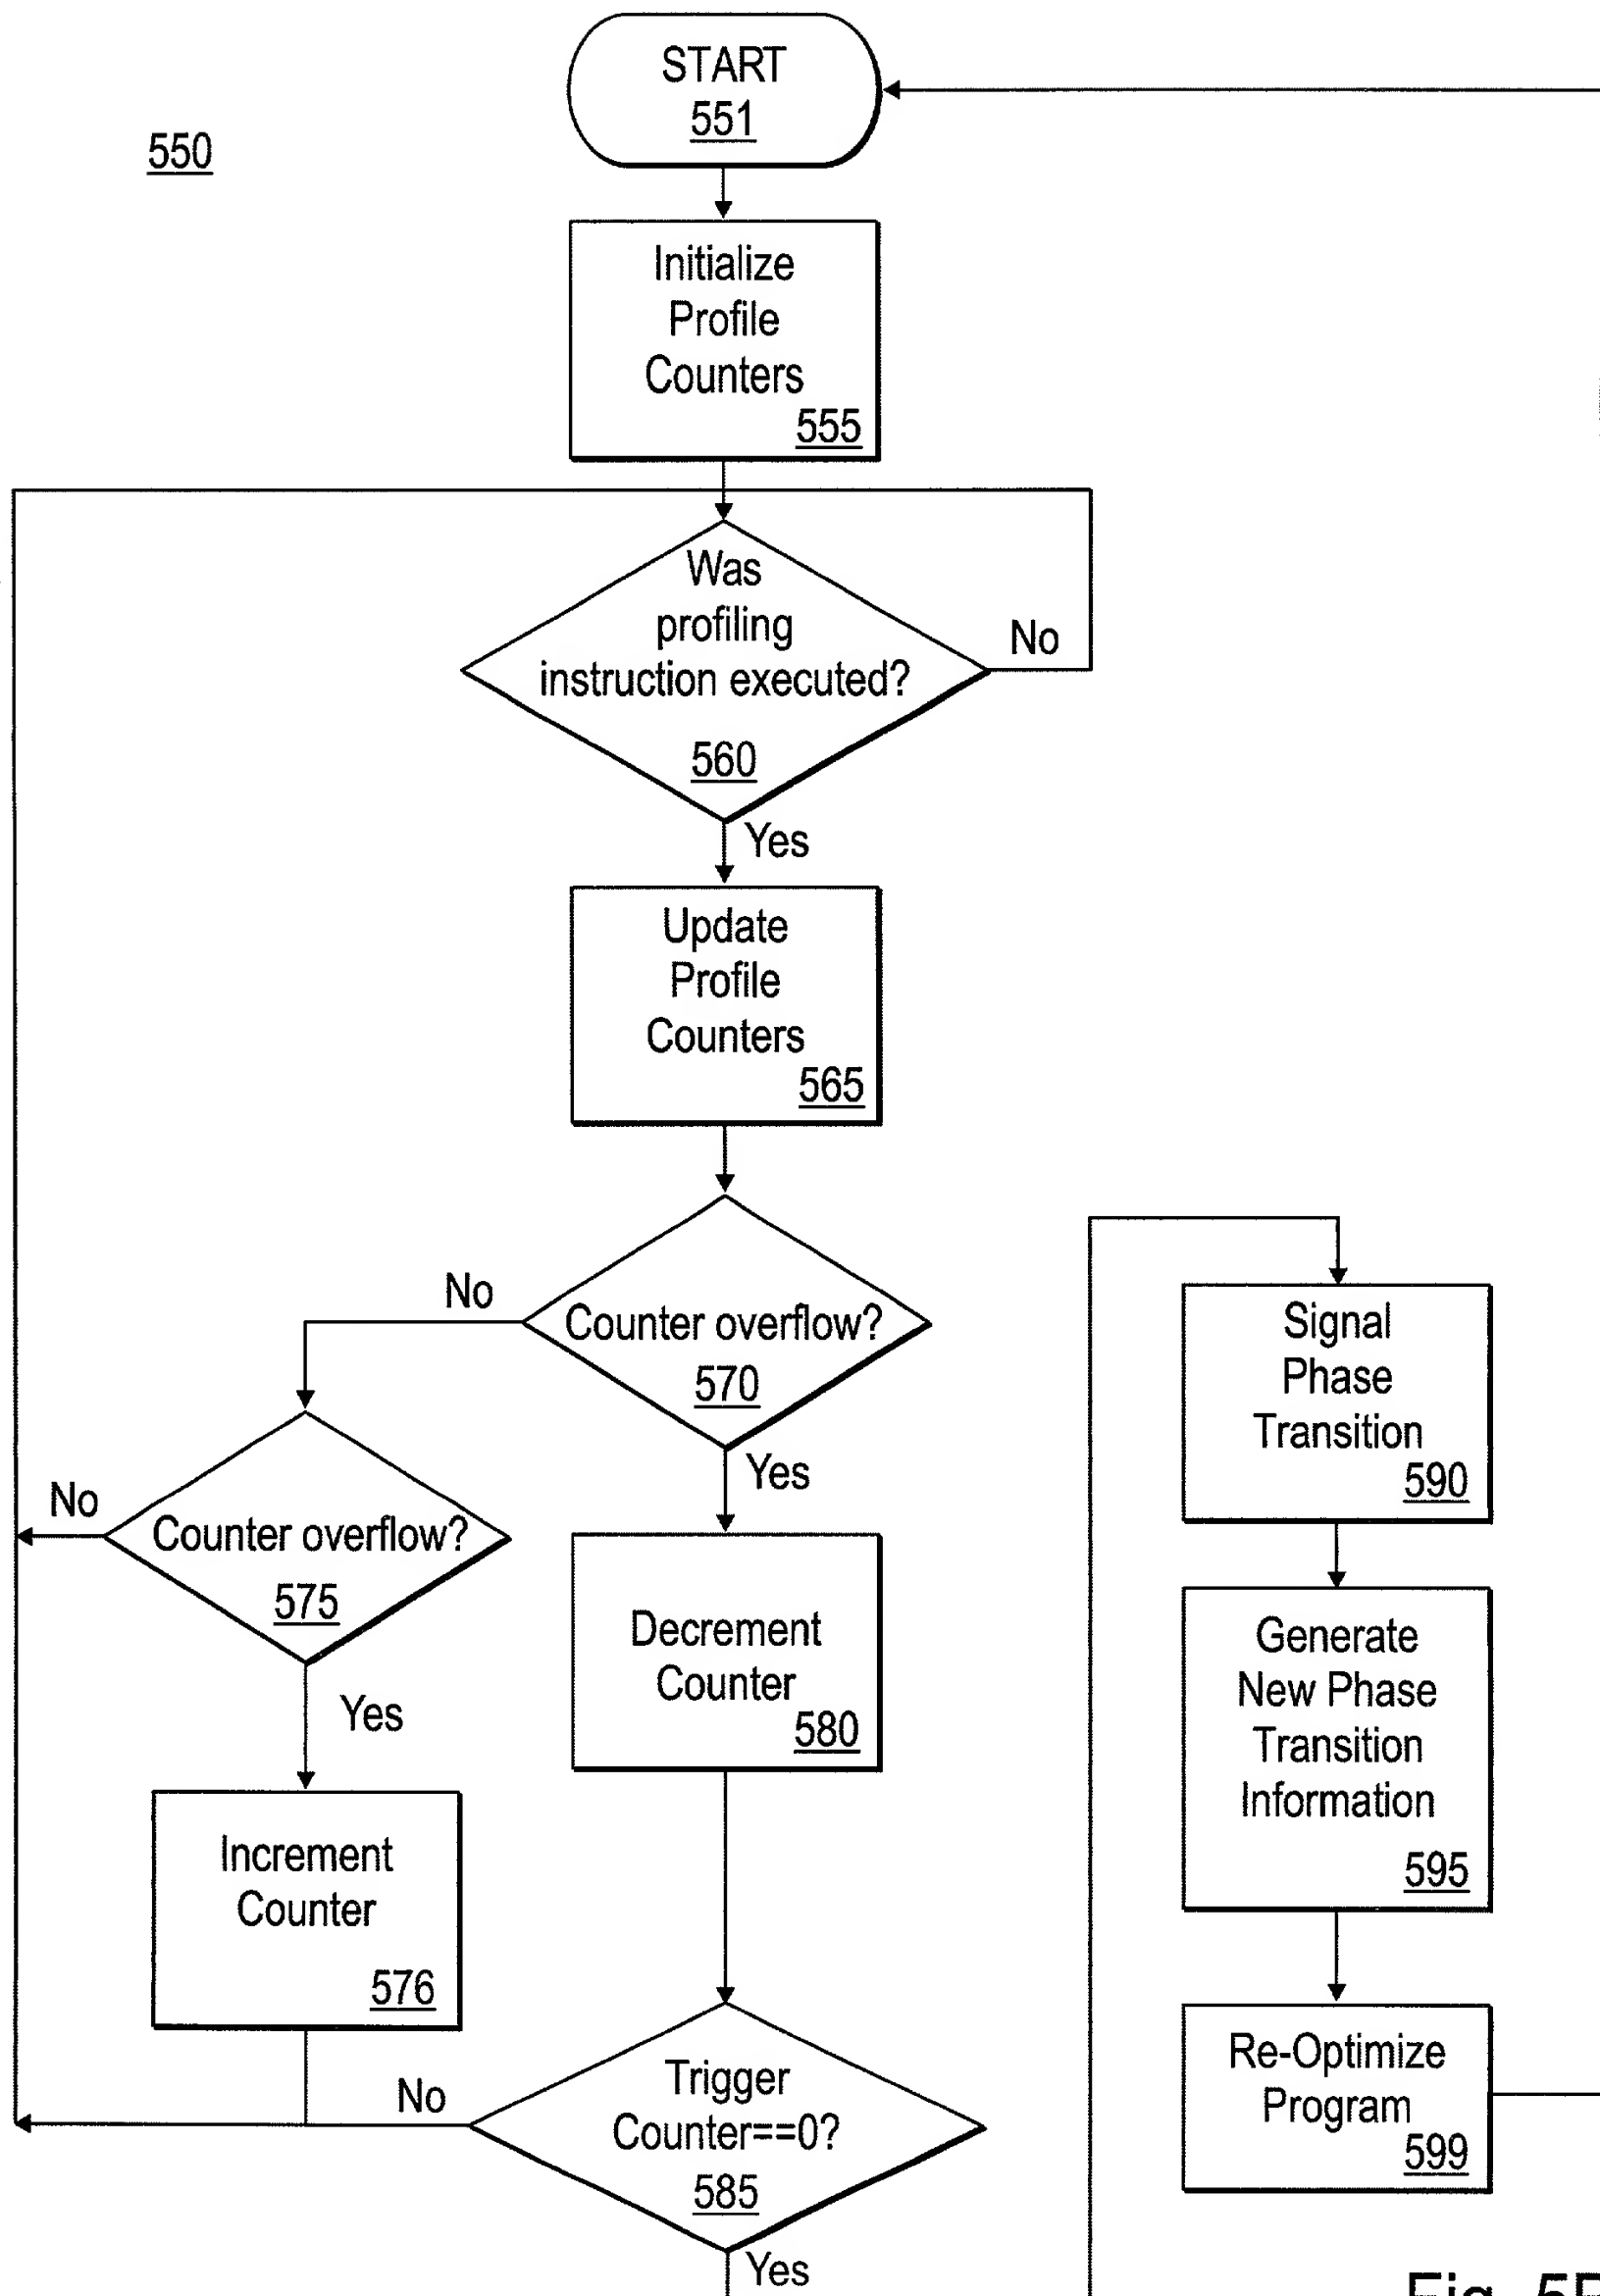 START
551
550
Initialize
Profile
Counters
555
Was
profiling
instruction executed?
560
No
Yes
Update
Profile
Counters
565
Counter overflow?
570
No
Yes
Counter overflow?
575
No
Yes
Increment
Counter
576
Decrement
Counter
580
Trigger
Counter==0?
585
No
Yes
Signal
Phase
Transition
590
Generate
New Phase
Transition
Information
595
Re-Optimize
Program
599